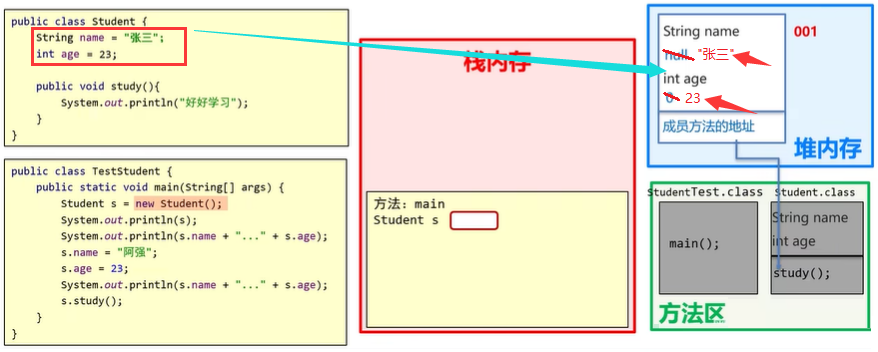 public class Student {
String name = "张三";
int age = 23;
public void study(){
System.out.println("好好学习");
}
}
public class TestStudent {
public static void main(String[] args) {
Student s = new Student();
System.out.println(s);
System.out.println(s.name + "..." + s.age);
s.name = "阿强";
s.age = 23;
System.out.println(s.name + "..." + s.age);
s.study();
}
}
栈内存
方法: main
Student s
String name
001
null "张三"
int age
0 23
成员方法的地址
堆内存
StudentTest.class
Student.class
main();
String name
int age
study();
方法区